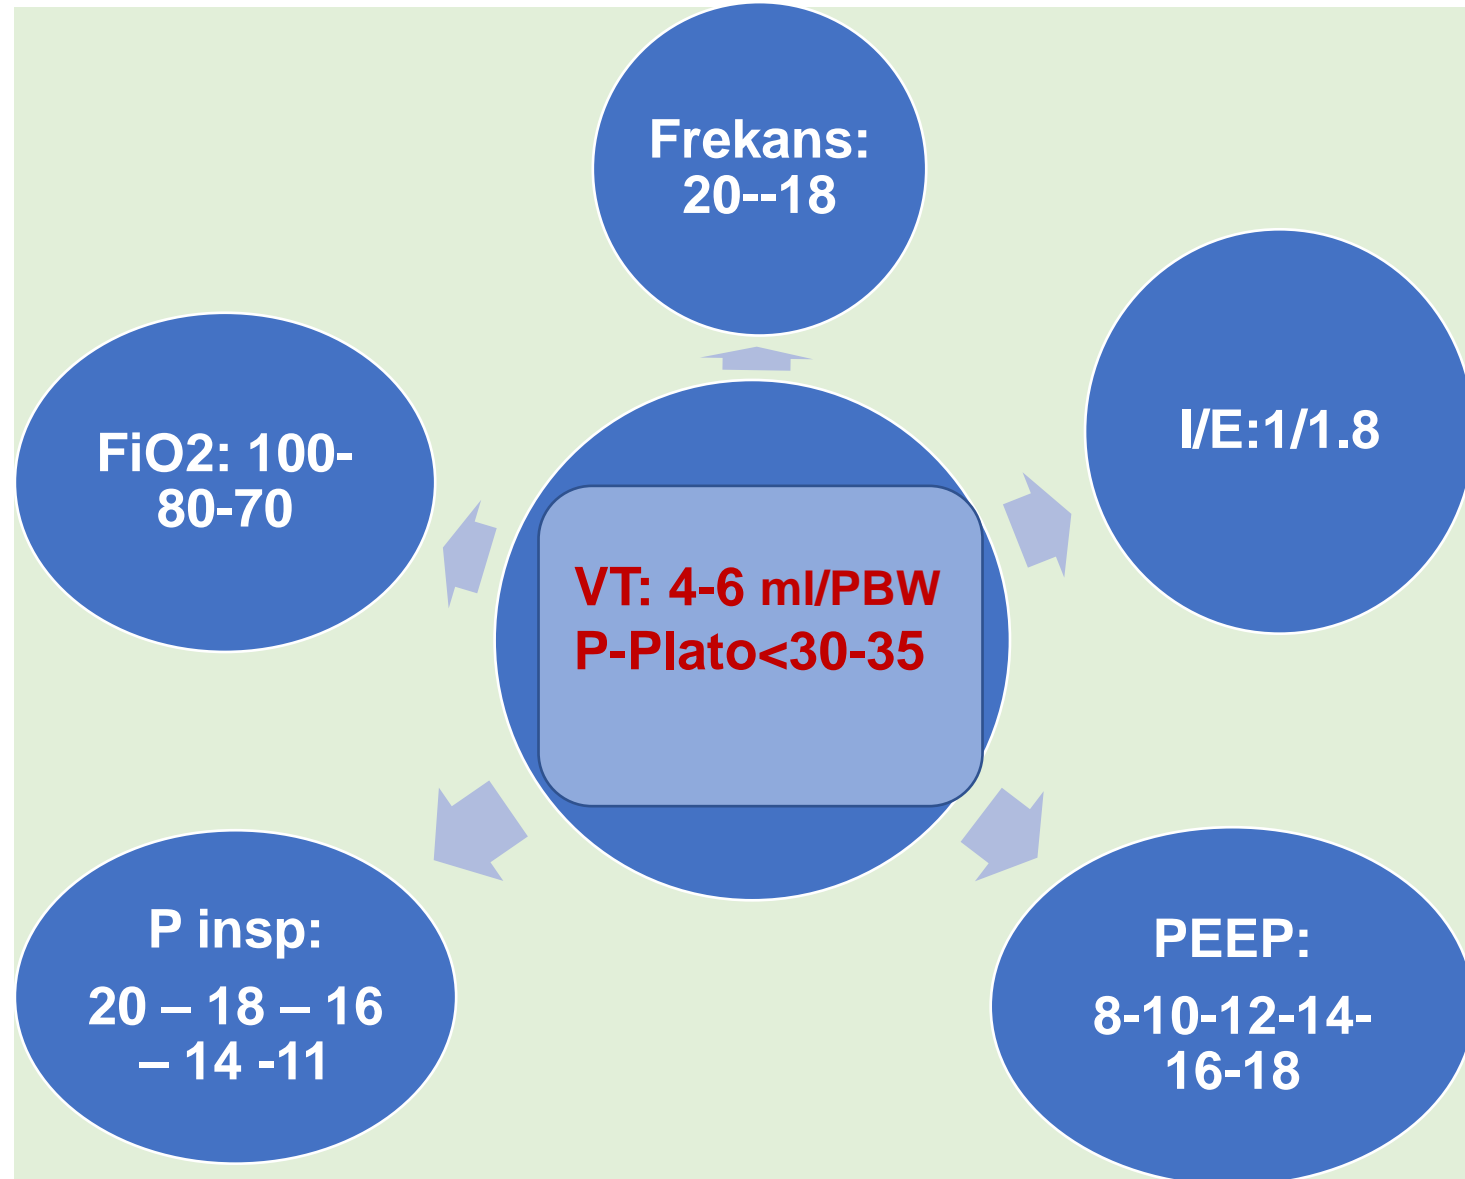 Frekans:
20--18
I/E:1/1.8
FiO2: 100-
80-70
VT: 4-6 ml/PBW
P-Plato<30-35
P insp:
20 – 18 – 16
– 14 -11
PEEP:
8-10-12-14-
16-18